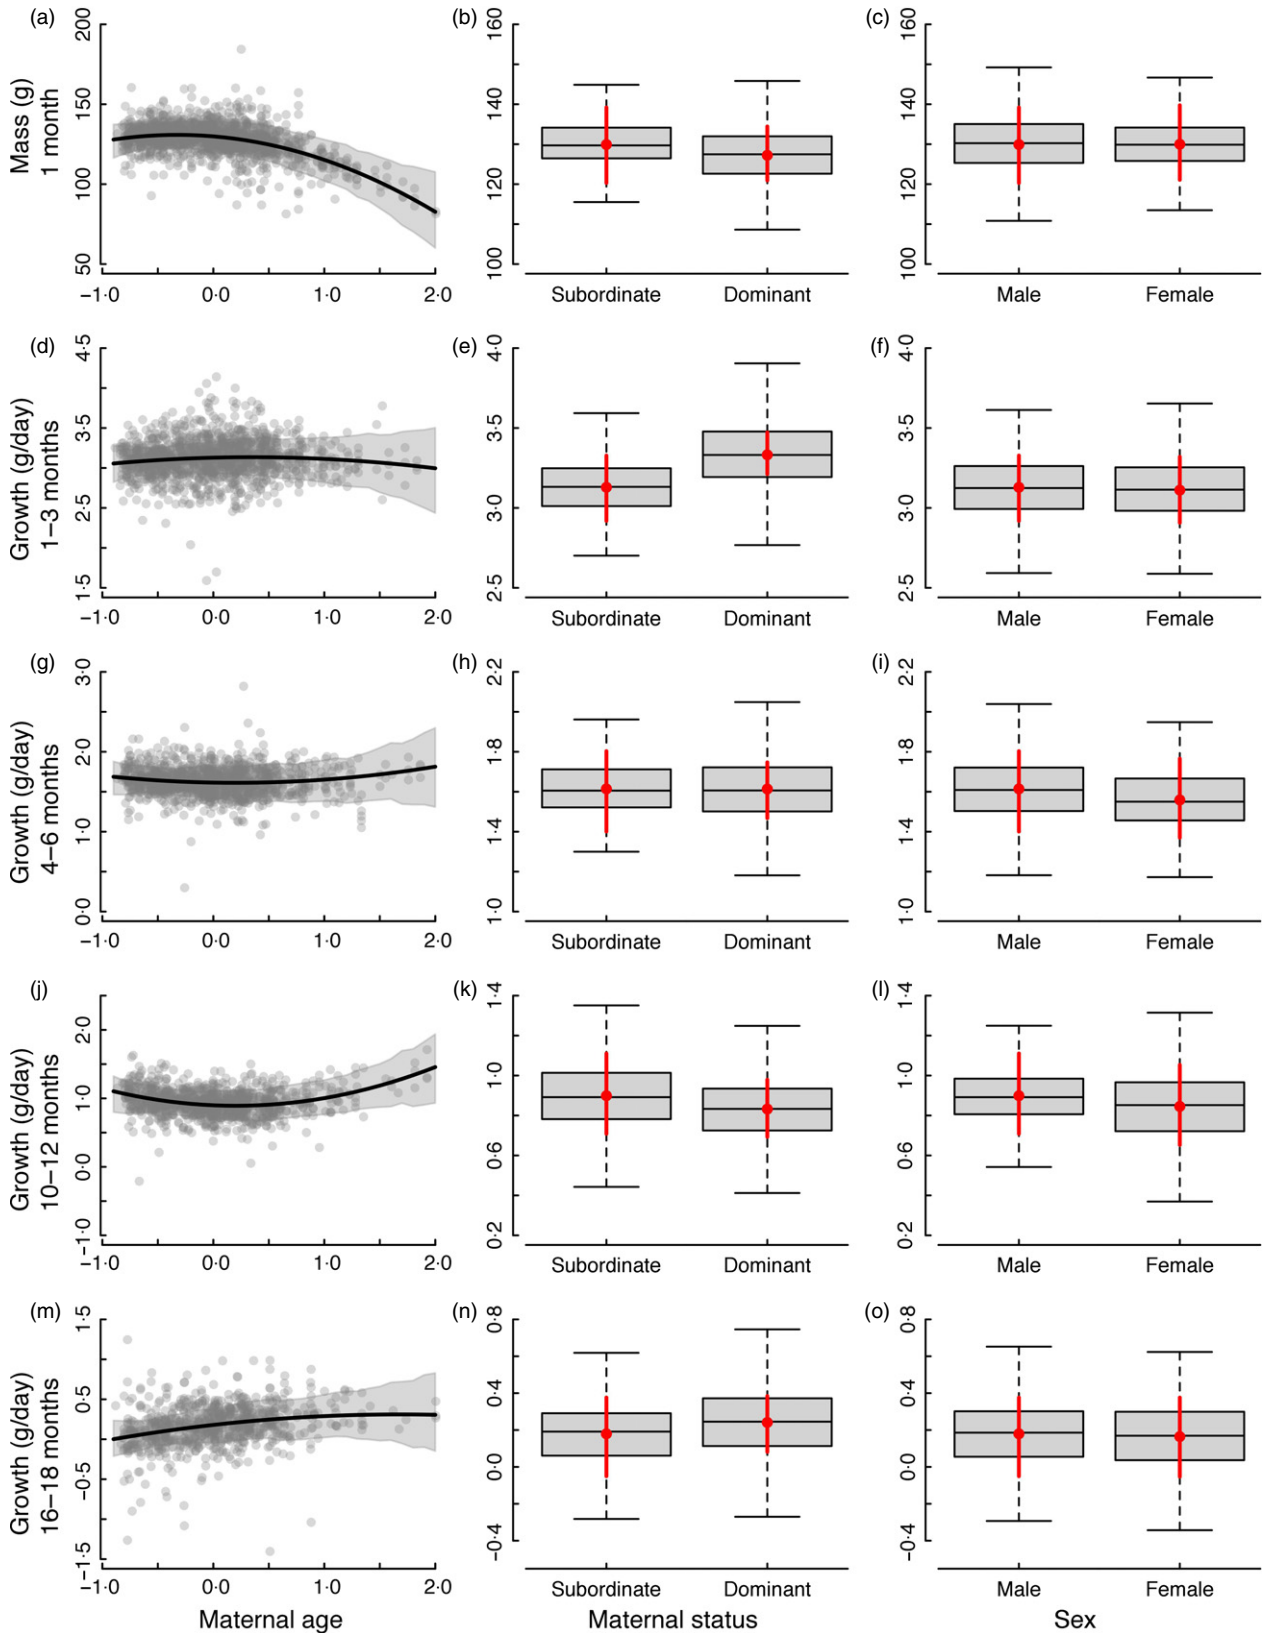 (a)
Mass (g)
1 month
200
150
100
50
−1·0 0·0 1·0 2·0
(b)
160
140
120
100
Subordinate Dominant
(c)
160
140
120
100
Male Female
(d)
Growth (g/day)
1–3 months
4·5
3·5
2·5
1·5
−1·0 0·0 1·0 2·0
(e)
4·0
3·5
3·0
2·5
Subordinate Dominant
(f)
4·0
3·5
3·0
2·5
Male Female
(g)
Growth (g/day)
4–6 months
3·0
2·0
1·0
0·0
−1·0 0·0 1·0 2·0
(h)
2·2
1·8
1·4
1·0
Subordinate Dominant
(i)
2·2
1·8
1·4
1·0
Male Female
(j)
Growth (g/day)
10–12 months
2·0
1·0
0·0
−1·0
−1·0 0·0 1·0 2·0
(k)
1·4
1·0
0·6
0·2
Subordinate Dominant
(l)
1·4
1·0
0·6
0·2
Male Female
(m)
Growth (g/day)
16–18 months
1·5
0·5
−0·5
−1·5
−1·0 0·0 1·0 2·0
Maternal age
(n)
0·8
0·4
0·0
−0·4
Subordinate Dominant
Maternal status
(o)
0·8
0·4
0·0
−0·4
Male Female
Sex